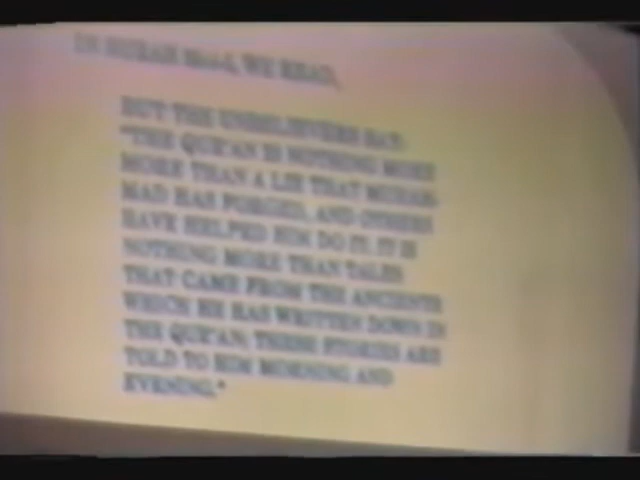 IN SURAH 25:4-5, WE READ,
BUT THE UNBELIEVERS SAY:
"THE QUR'AN IS NOTHING MORE
MORE THAN A LIE THAT MUHAM-
MAD HAS FORGED, AND OTHERS
HAVE HELPED HIM DO IT. IT IS
NOTHING MORE THAN TALES
THAT CAME FROM THE ANCIENTS
WHICH HE HAS WRITTEN DOWN IN
THE QUR'AN; THESE STORIES ARE
TOLD TO HIM MORNING AND
EVENING."